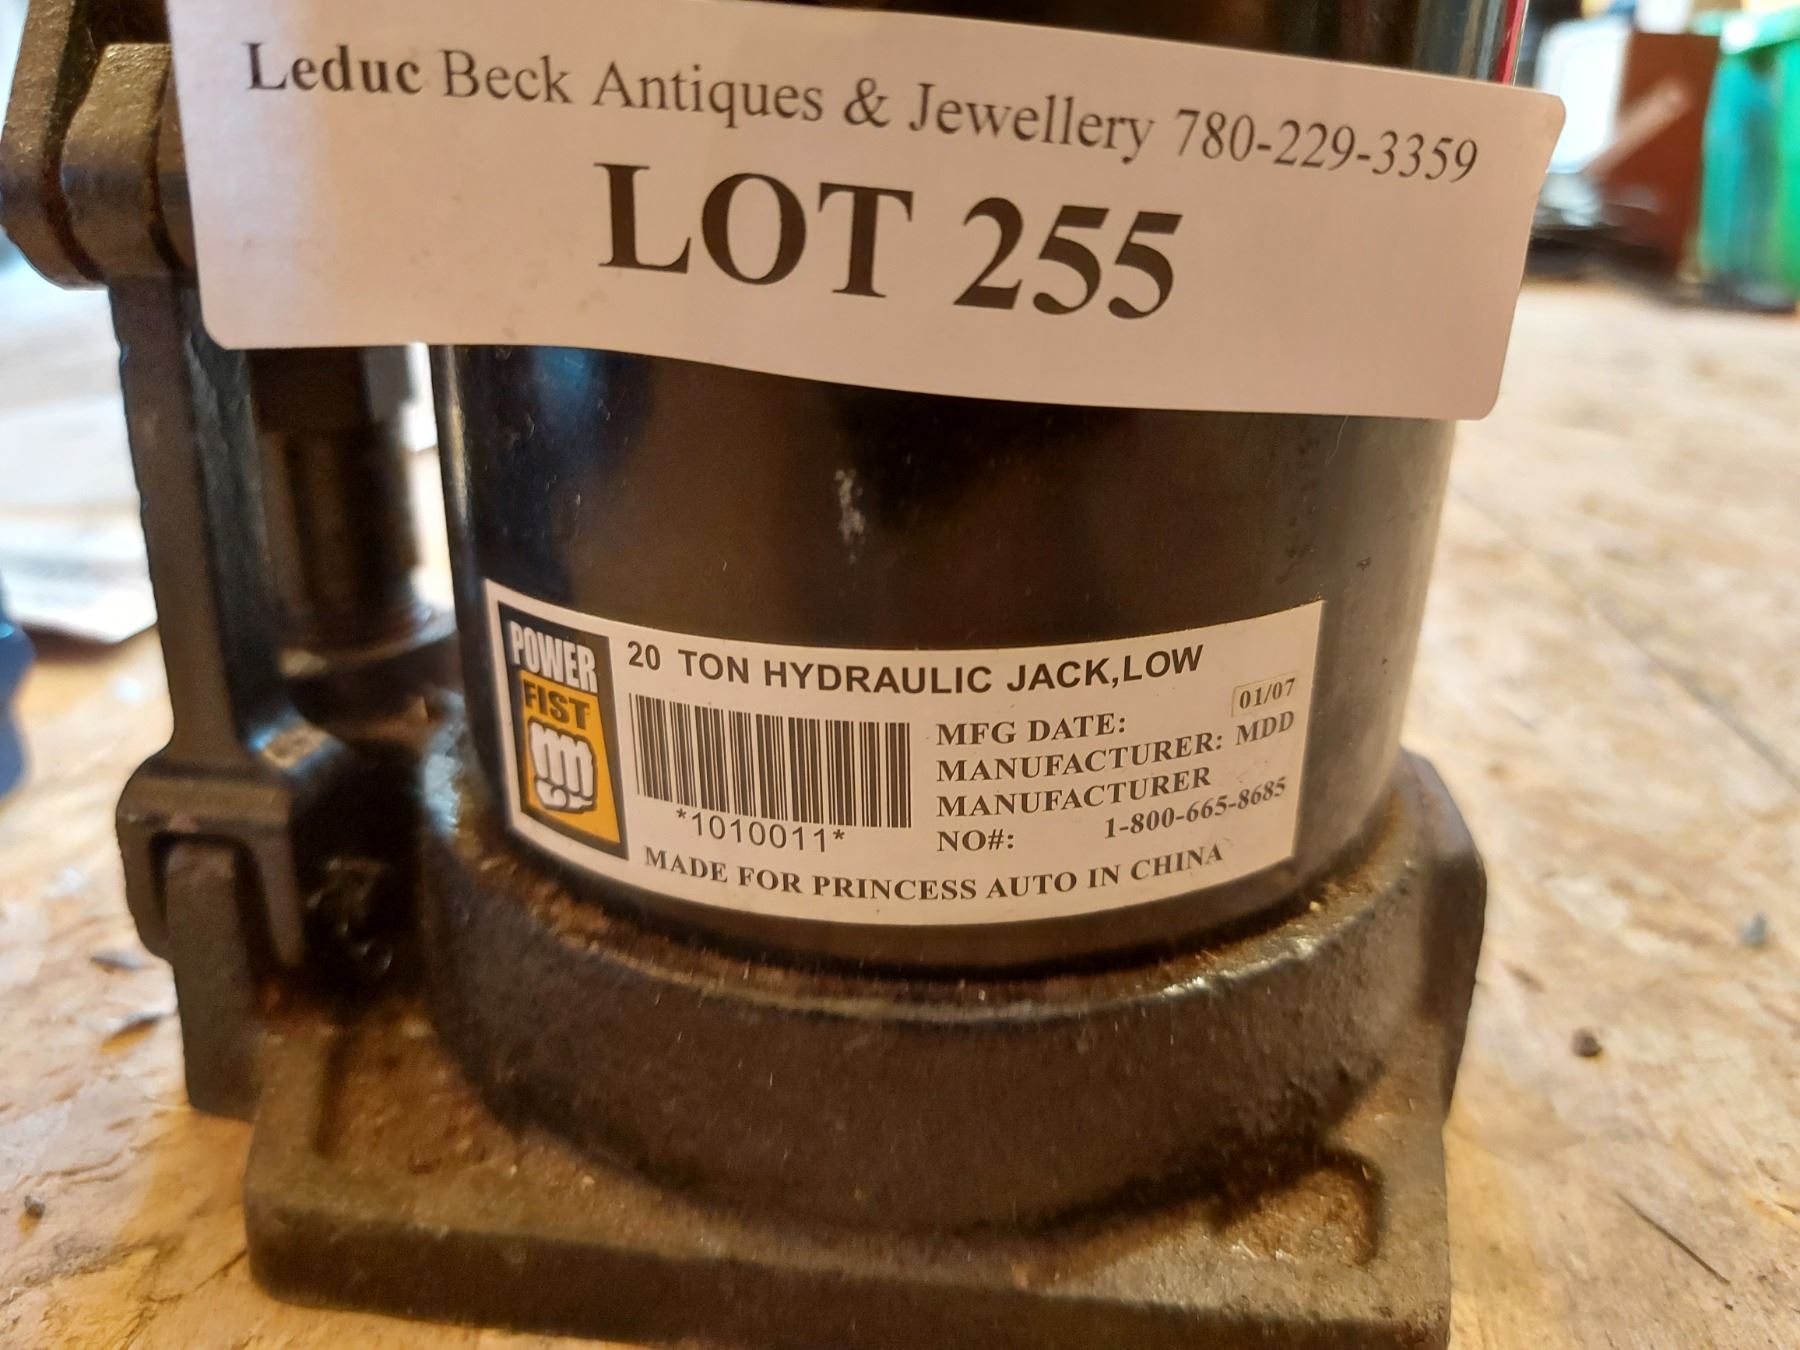 Leduc Beck Antiques & Jewellery 780-229-3359
LOT 255
POWER
FIST
20 TON HYDRAULIC JACK,LOW
*1010011*
MFG DATE: 01/07
MANUFACTURER: MDD
MANUFACTURER
NO#: 1-800-665-8685
MADE FOR PRINCESS AUTO IN CHINA